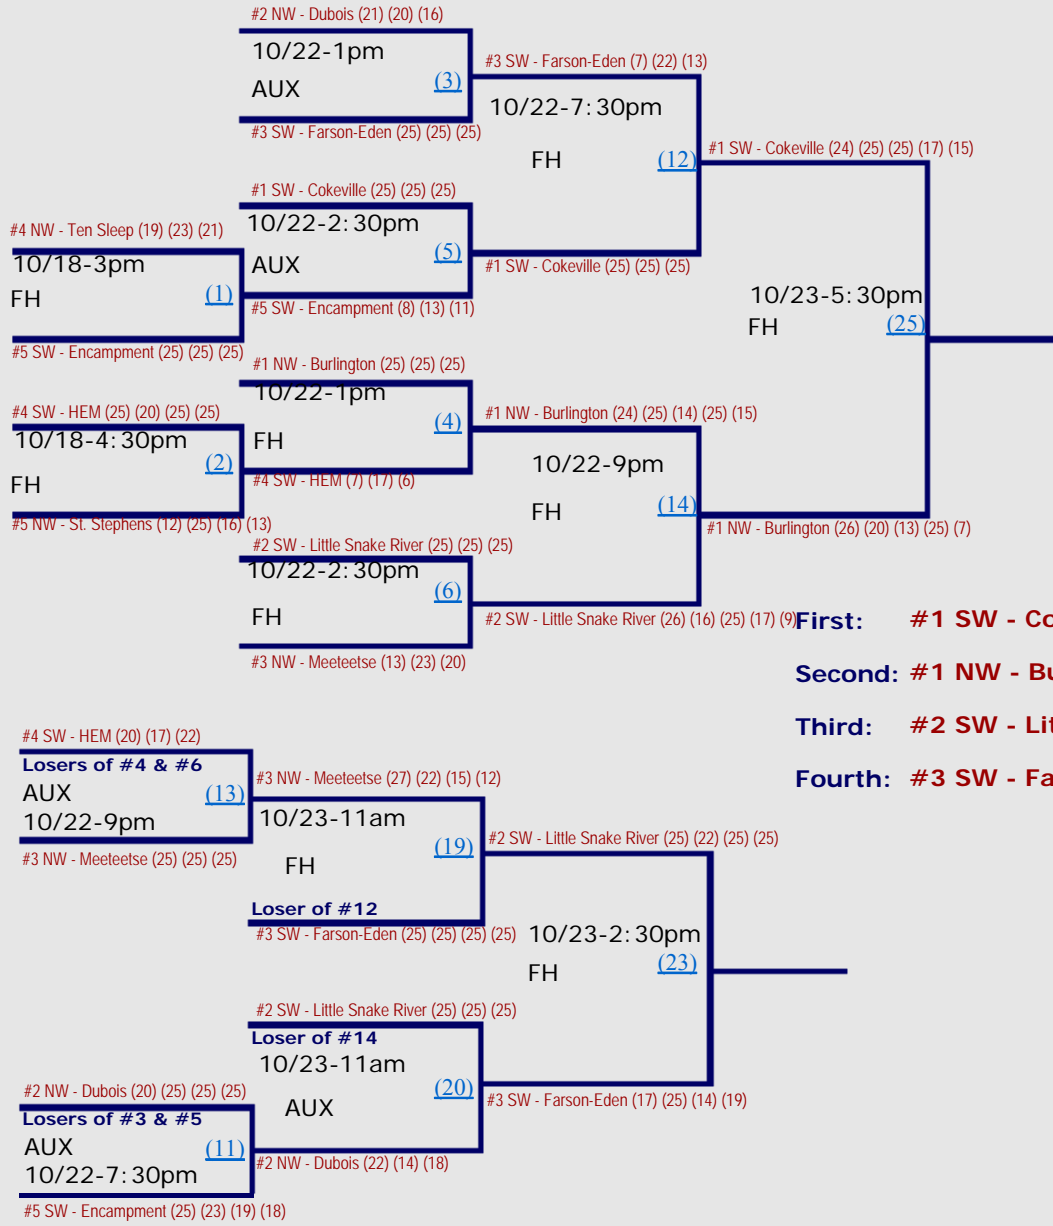 #2 NW - Dubois (21) (20) (16)
10/22-1pm
AUX
(3)
#3 SW - Farson-Eden (25) (25) (25)
#3 SW - Farson-Eden (7) (22) (13)
10/22-7:30pm
FH
(12)
#1 SW - Cokeville (25) (25) (25)
10/22-2:30pm
AUX
(5)
#5 SW - Encampment (8) (13) (11)
#1 SW - Cokeville (25) (25) (25)
#4 NW - Ten Sleep (19) (23) (21)
10/18-3pm
FH
(1)
#5 SW - Encampment (25) (25) (25)
#1 SW - Cokeville (24) (25) (25) (17) (15)
10/23-5:30pm
FH
(25)
#1 NW - Burlington (25) (25) (25)
10/22-1pm
FH
(4)
#4 SW - HEM (7) (17) (6)
#4 SW - HEM (25) (20) (25) (25)
10/18-4:30pm
FH
(2)
#5 NW - St. Stephens (12) (25) (16) (13)
#1 NW - Burlington (24) (25) (14) (25) (15)
10/22-9pm
FH
(14)
#1 NW - Burlington (26) (20) (13) (25) (7)
#2 SW - Little Snake River (25) (25) (25)
10/22-2:30pm
FH
(6)
#3 NW - Meeteetse (13) (23) (20)
#2 SW - Little Snake River (26) (16) (25) (17) (9)
First: #1 SW - Co
Second: #1 NW - Bu
Third: #2 SW - Lit
Fourth: #3 SW - Fa
#4 SW - HEM (20) (17) (22)
Losers of #4 & #6
AUX
10/22-9pm
(13)
#3 NW - Meeteetse (25) (25) (25)
#3 NW - Meeteetse (27) (22) (15) (12)
10/23-11am
FH
(19)
Loser of #12
#3 SW - Farson-Eden (25) (25) (25) (25)
#2 SW - Little Snake River (25) (22) (25) (25)
10/23-2:30pm
FH
(23)
#2 SW - Little Snake River (25) (25) (25)
Loser of #14
10/23-11am
AUX
(20)
#3 SW - Farson-Eden (17) (25) (14) (19)
#2 NW - Dubois (20) (25) (25) (25)
Losers of #3 & #5
AUX
10/22-7:30pm
(11)
#2 NW - Dubois (22) (14) (18)
#5 SW - Encampment (25) (23) (19) (18)